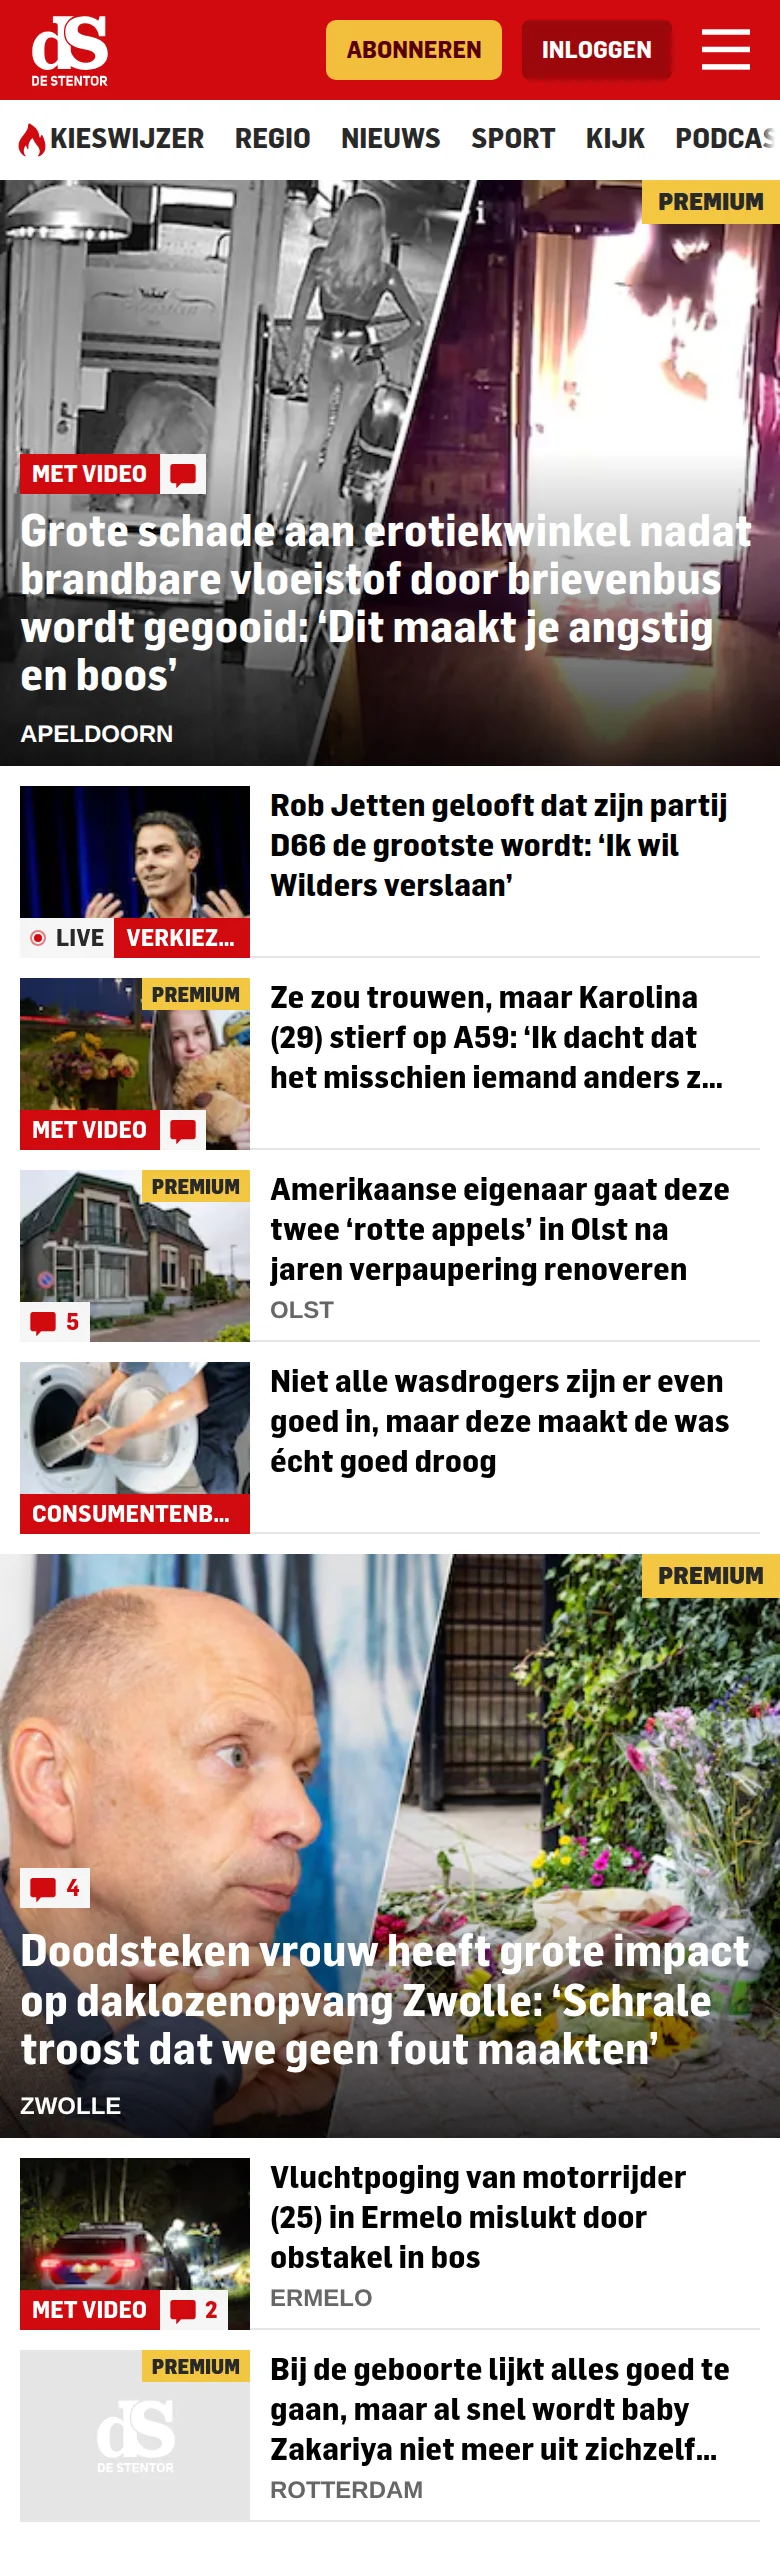 dS
DE STENTOR
ABONNEREN
INLOGGEN
KIESWIJZER REGIO NIEUWS SPORT KIJK PODCAS
PREMIUM
MET VIDEO
Grote schade aan erotiekwinkel nadat
brandbare vloeistof door brievenbus
wordt gegooid: ‘Dit maakt je angstig
en boos’
APELDOORN
Rob Jetten gelooft dat zijn partij
D66 de grootste wordt: ‘Ik wil
Wilders verslaan’
LIVE VERKIEZ...
PREMIUM
Ze zou trouwen, maar Karolina
(29) stierf op A59: ‘Ik dacht dat
het misschien iemand anders z...
MET VIDEO
PREMIUM
Amerikaanse eigenaar gaat deze
twee ‘rotte appels’ in Olst na
jaren verpaupering renoveren
OLST
5
Niet alle wasdrogers zijn er even
goed in, maar deze maakt de was
écht goed droog
CONSUMENTENB...
PREMIUM
4
Doodsteken vrouw heeft grote impact
op daklozenopvang Zwolle: ‘Schrale
troost dat we geen fout maakten’
ZWOLLE
Vluchtpoging van motorrijder
(25) in Ermelo mislukt door
obstakel in bos
ERMELO
MET VIDEO 2
PREMIUM
dS
DE STENTOR
Bij de geboorte lijkt alles goed te
gaan, maar al snel wordt baby
Zakariya niet meer uit zichzelf...
ROTTERDAM